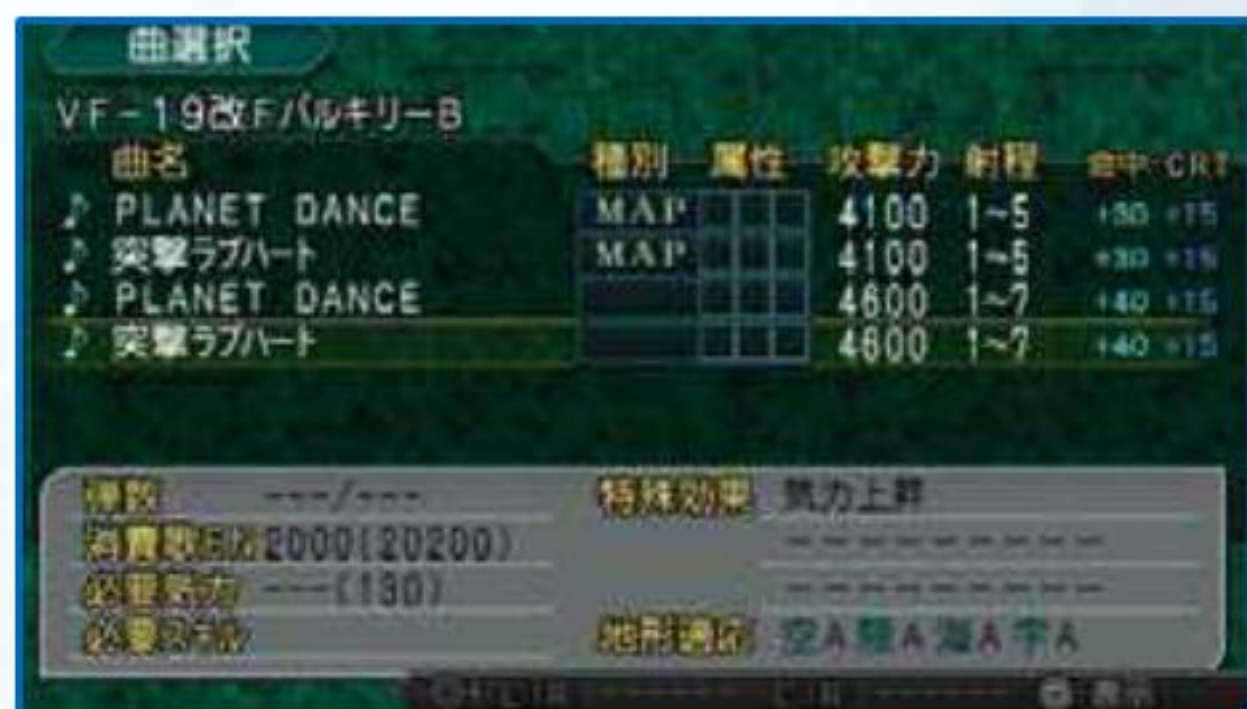 曲選択
VF-19改Fバルキリー-B
曲名 種別 属性 攻撃力 射程 命中 CRT
♪ PLANET DANCE MAP 4100 1~5 +30 +15
♪ 突撃ラブハート MAP 4100 1~5 +30 +15
♪ PLANET DANCE 4600 1~7 +40 +15
♪ 突撃ラブハート 4600 1~7 +40 +15
弾数 ---/--- 特殊効果 気力上昇
2000(20200) ---------
必要気力 ---(130) ---------
必要スキル 地形適応 空A陸A海A宇A
表示